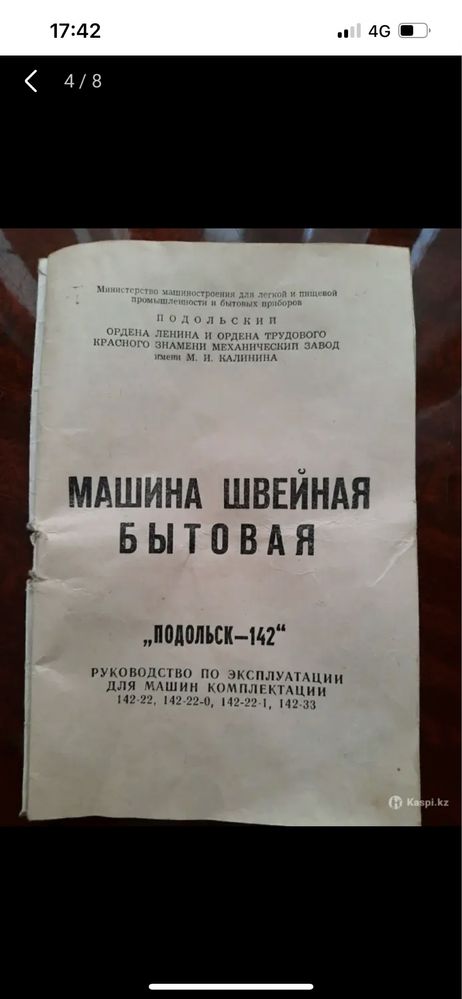 17:42
4G
4 / 8
Министерство машиностроения для легкой и пищевой
промышленности и бытовых приборов
ПОДОЛЬСКИЙ
ОРДЕНА ЛЕНИНА И ОРДЕНА ТРУДОВОГО
КРАСНОГО ЗНАМЕНИ МЕХАНИЧЕСКИЙ ЗАВОД
имени М. И. КАЛИНИНА
МАШИНА ШВЕЙНАЯ
БЫТОВАЯ
„ПОДОЛЬСК—142“
РУКОВОДСТВО ПО ЭКСПЛУАТАЦИИ
ДЛЯ МАШИН КОМПЛЕКТАЦИИ
142-22, 142-22-0, 142-22-1, 142-33
Kaspi.kz